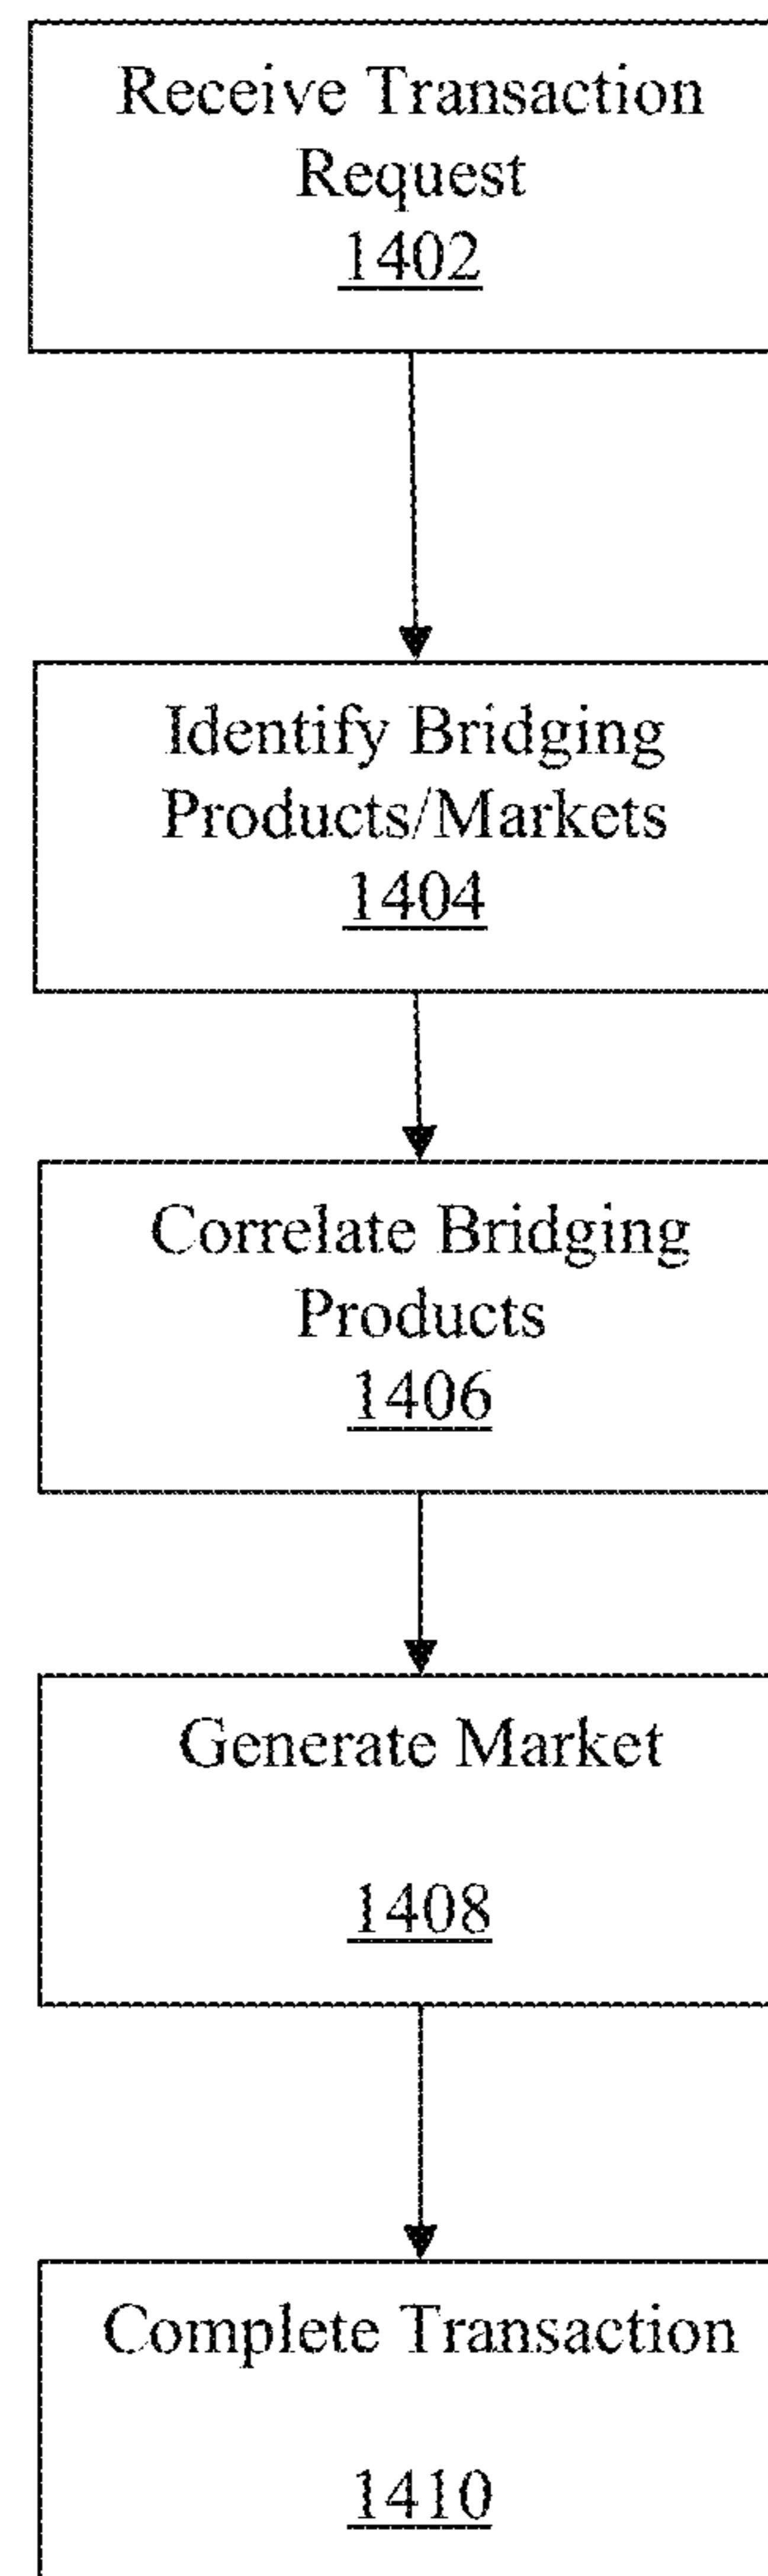 Receive Transaction
Request
1402
Identify Bridging
Products/Markets
1404
Correlate Bridging
Products
1406
Generate Market
1408
Complete Transaction
1410